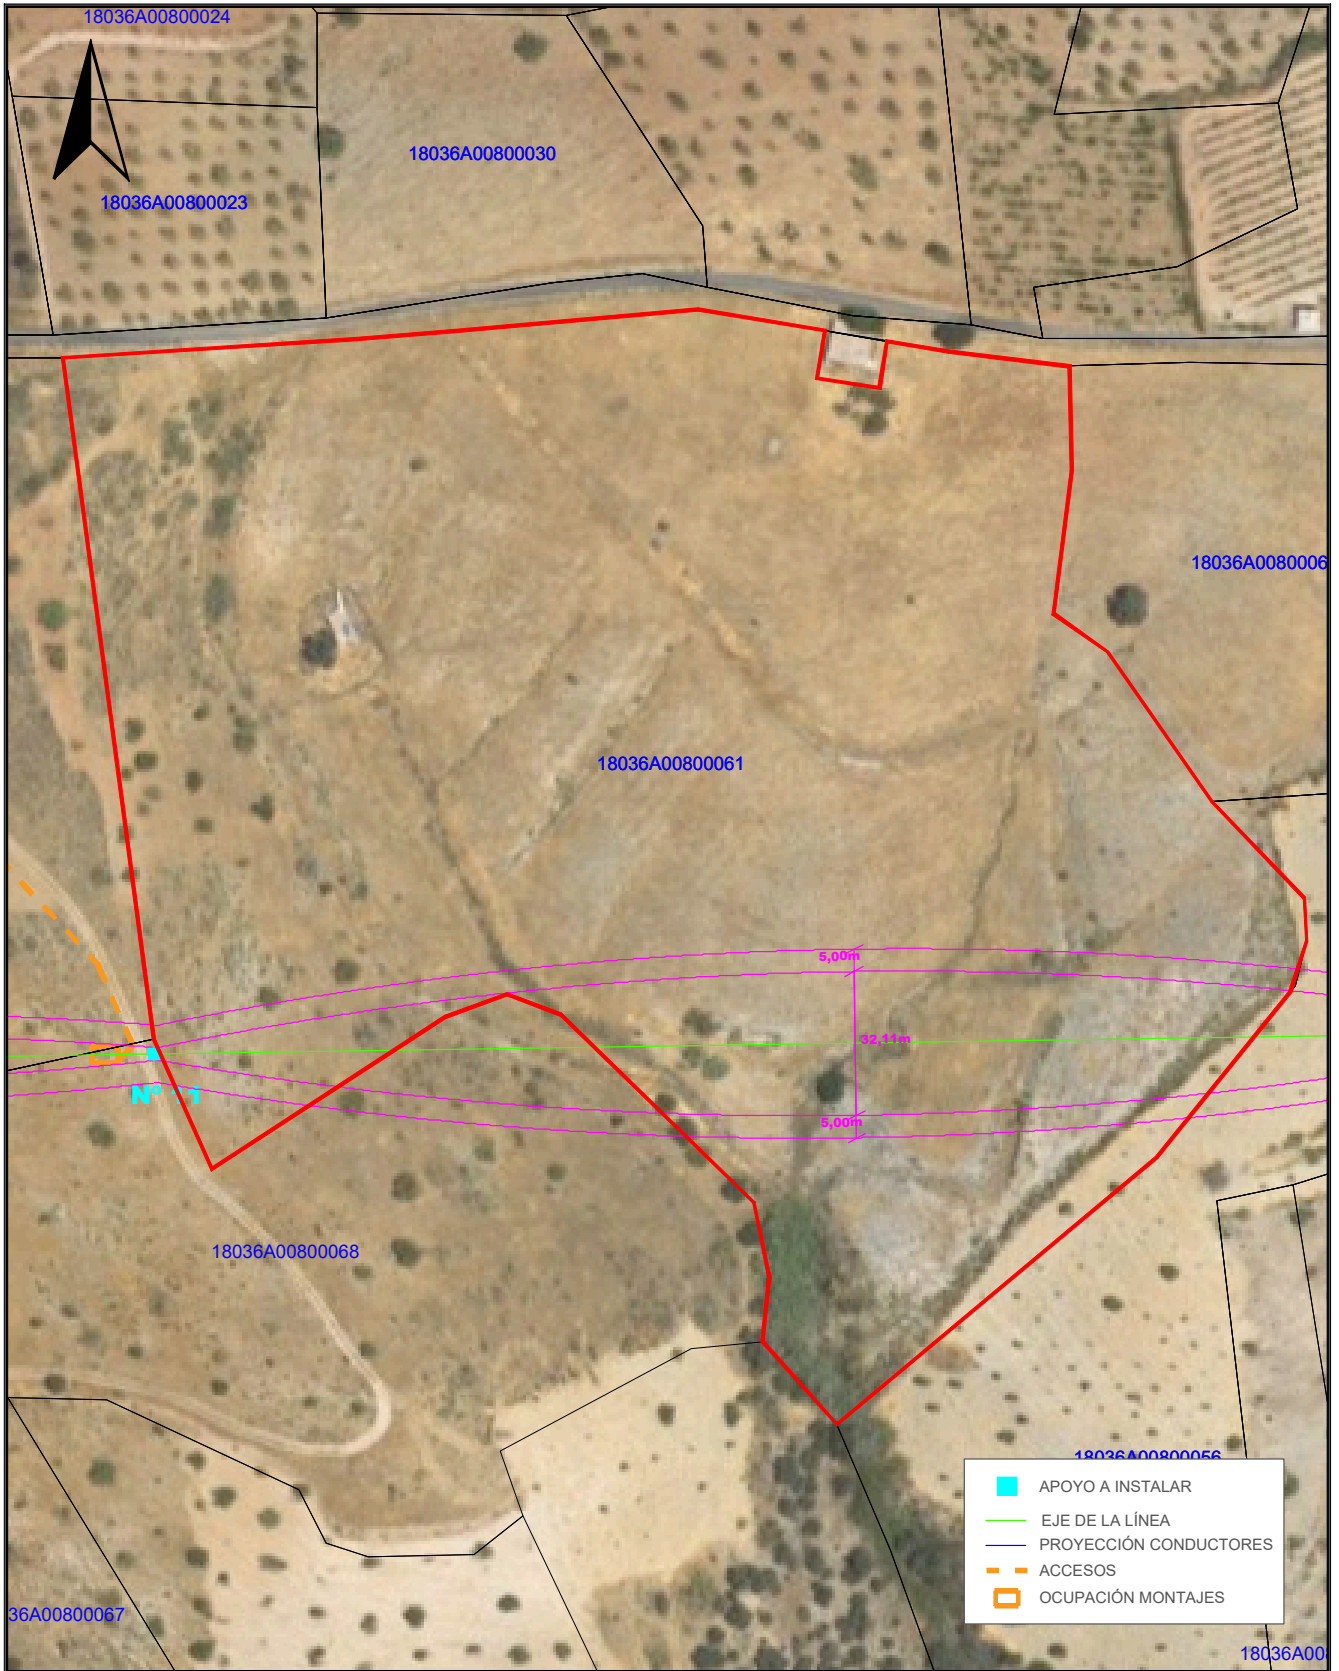 18036A00800024
18036A00800030
18036A00800023
18036A0080006
18036A00800061
5,00m
32,11m
5,00m
Nº 11
18036A00800068
18036A00800056
APOYO A INSTALAR
EJE DE LA LÍNEA
PROYECCIÓN CONDUCTORES
ACCESOS
OCUPACIÓN MONTAJES
36A00800067
18036A00